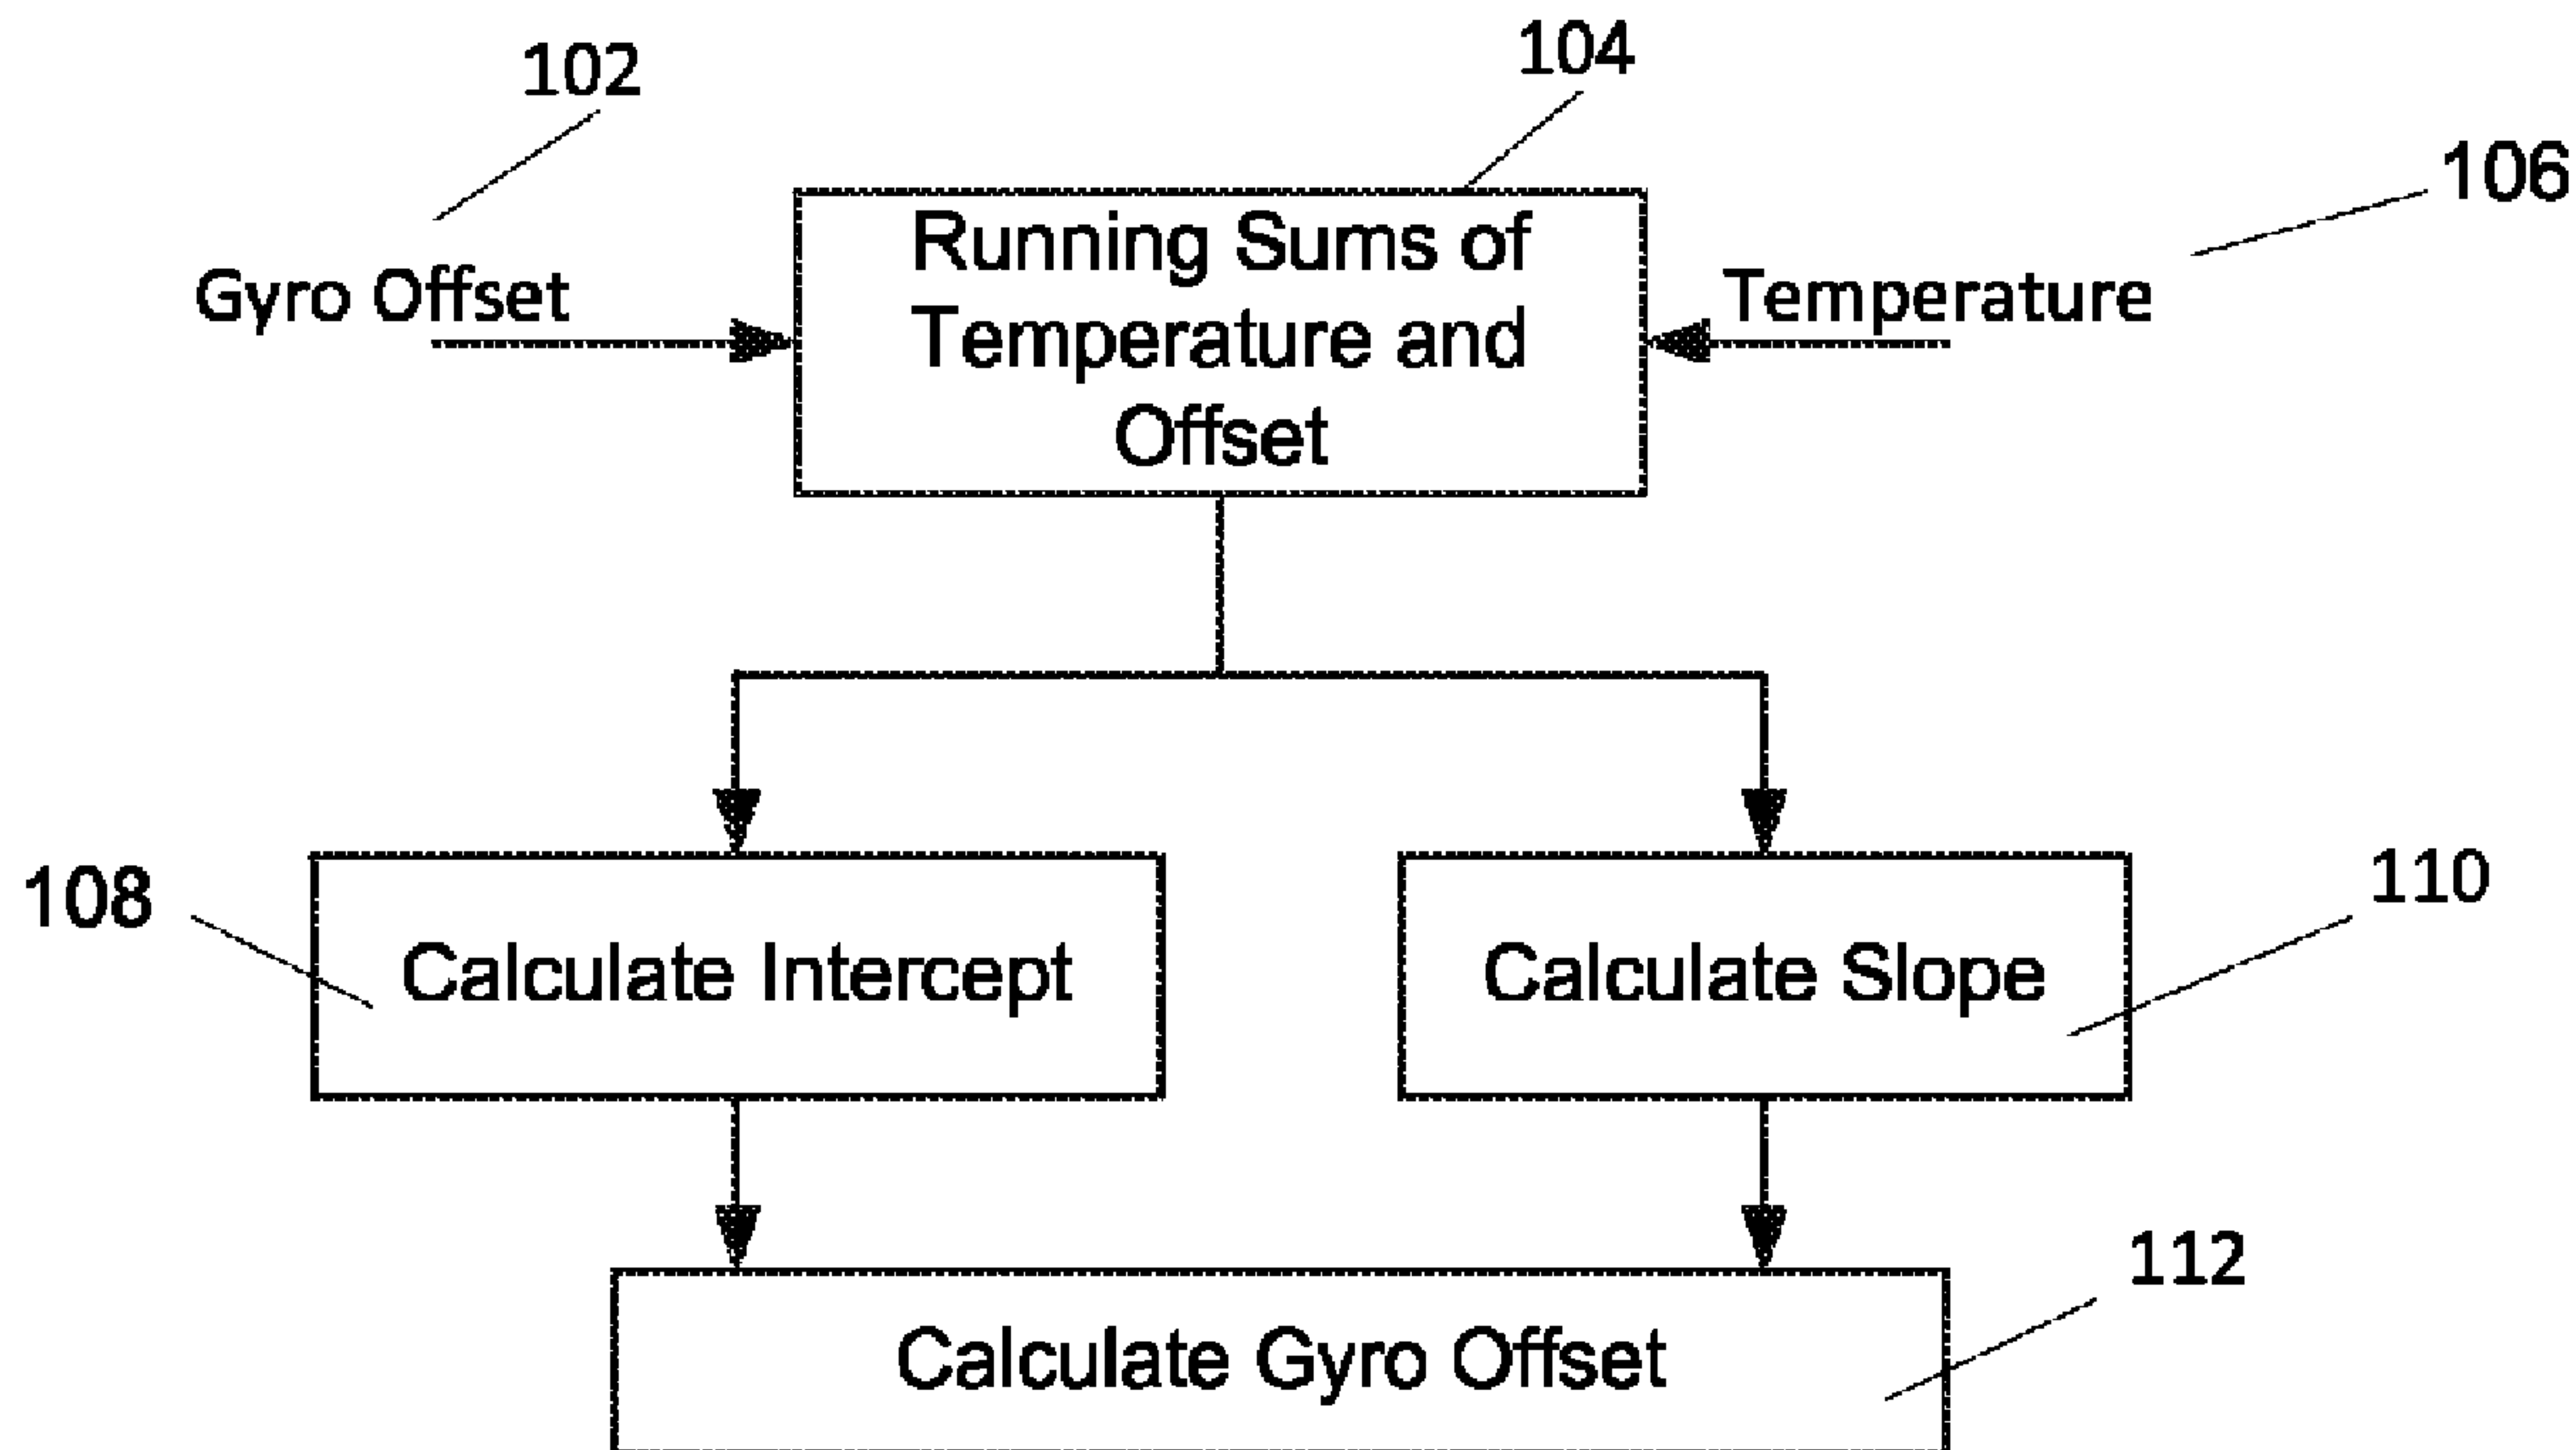 102
104
106
Gyro Offset
Running Sums of
Temperature and
Offset
Temperature
108
110
Calculate Intercept
Calculate Slope
112
Calculate Gyro Offset